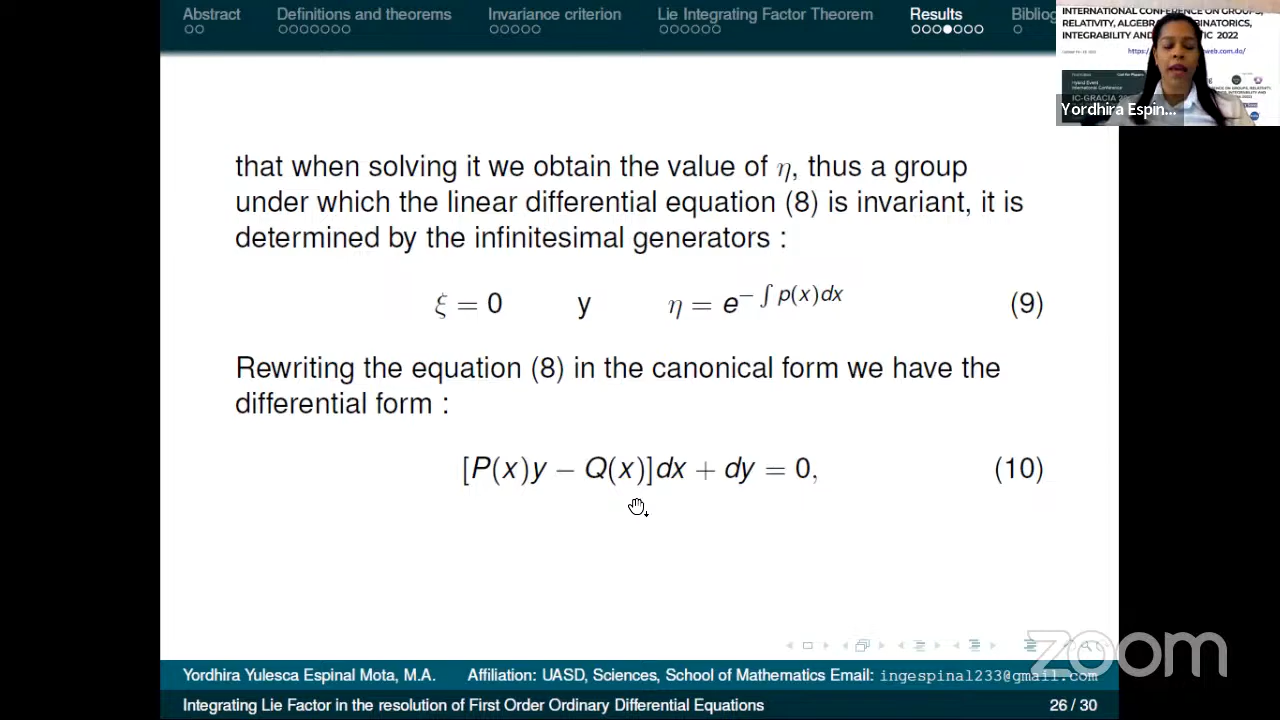 Abstract
Definitions and theorems
Invariance criterion
Lie Integrating Factor Theorem
Results
Bibliog
INTERNATIONAL CONFERENCE ON GROUPS,
RELATIVITY, ALGEBRA
INTEGRABILITY AND
2022
Yordhira Espin...
that when solving it we obtain the value of η, thus a group
under which the linear differential equation (8) is invariant, it is
determined by the infinitesimal generators :
ξ = 0 y η = e^{− ∫ p(x)dx} (9)
Rewriting the equation (8) in the canonical form we have the
differential form :
[P(x)y − Q(x)]dx + dy = 0, (10)
zoom
Yordhira Yulesca Espinal Mota, M.A. Affiliation: UASD, Sciences, School of Mathematics Email: ingespinal233@gmail.com
Integrating Lie Factor in the resolution of First Order Ordinary Differential Equations 26 / 30